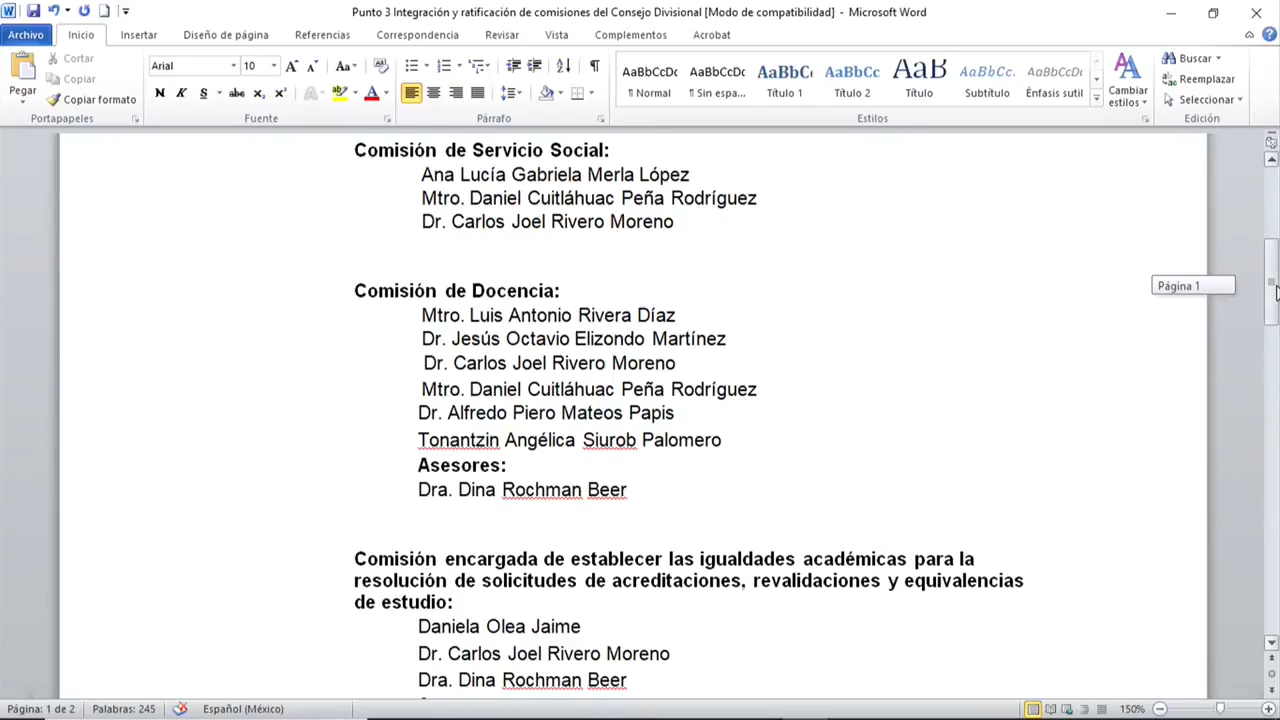 Punto 3 Integración y ratificación de comisiones del Consejo Divisional [Modo de compatibilidad] - Microsoft Word
Archivo Inicio Insertar Diseño de página Referencias Correspondencia Revisar Vista Complementos Acrobat
Pegar
Cortar
Copiar
Copiar formato
Portapapeles
Arial 10
N K S abc x₂ x²
Fuente
Párrafo
AaBbCcDc AaBbCcDc AaBbC AaBbCc AaB AaBbCc. AaBbCcDc
¶ Normal ¶ Sin espa... Título 1 Título 2 Título Subtítulo Énfasis sutil
Estilos
Cambiar
estilos
Buscar
Reemplazar
Seleccionar
Edición
Comisión de Servicio Social:
Ana Lucía Gabriela Merla López
Mtro. Daniel Cuitláhuac Peña Rodríguez
Dr. Carlos Joel Rivero Moreno
Comisión de Docencia:
Mtro. Luis Antonio Rivera Díaz
Dr. Jesús Octavio Elizondo Martínez
Dr. Carlos Joel Rivero Moreno
Mtro. Daniel Cuitláhuac Peña Rodríguez
Dr. Alfredo Piero Mateos Papis
Tonantzin Angélica Siurob Palomero
Asesores:
Dra. Dina Rochman Beer
Comisión encargada de establecer las igualdades académicas para la
resolución de solicitudes de acreditaciones, revalidaciones y equivalencias
de estudio:
Daniela Olea Jaime
Dr. Carlos Joel Rivero Moreno
Dra. Dina Rochman Beer
Página 1
Página: 1 de 2 Palabras: 245 Español (México) 150%